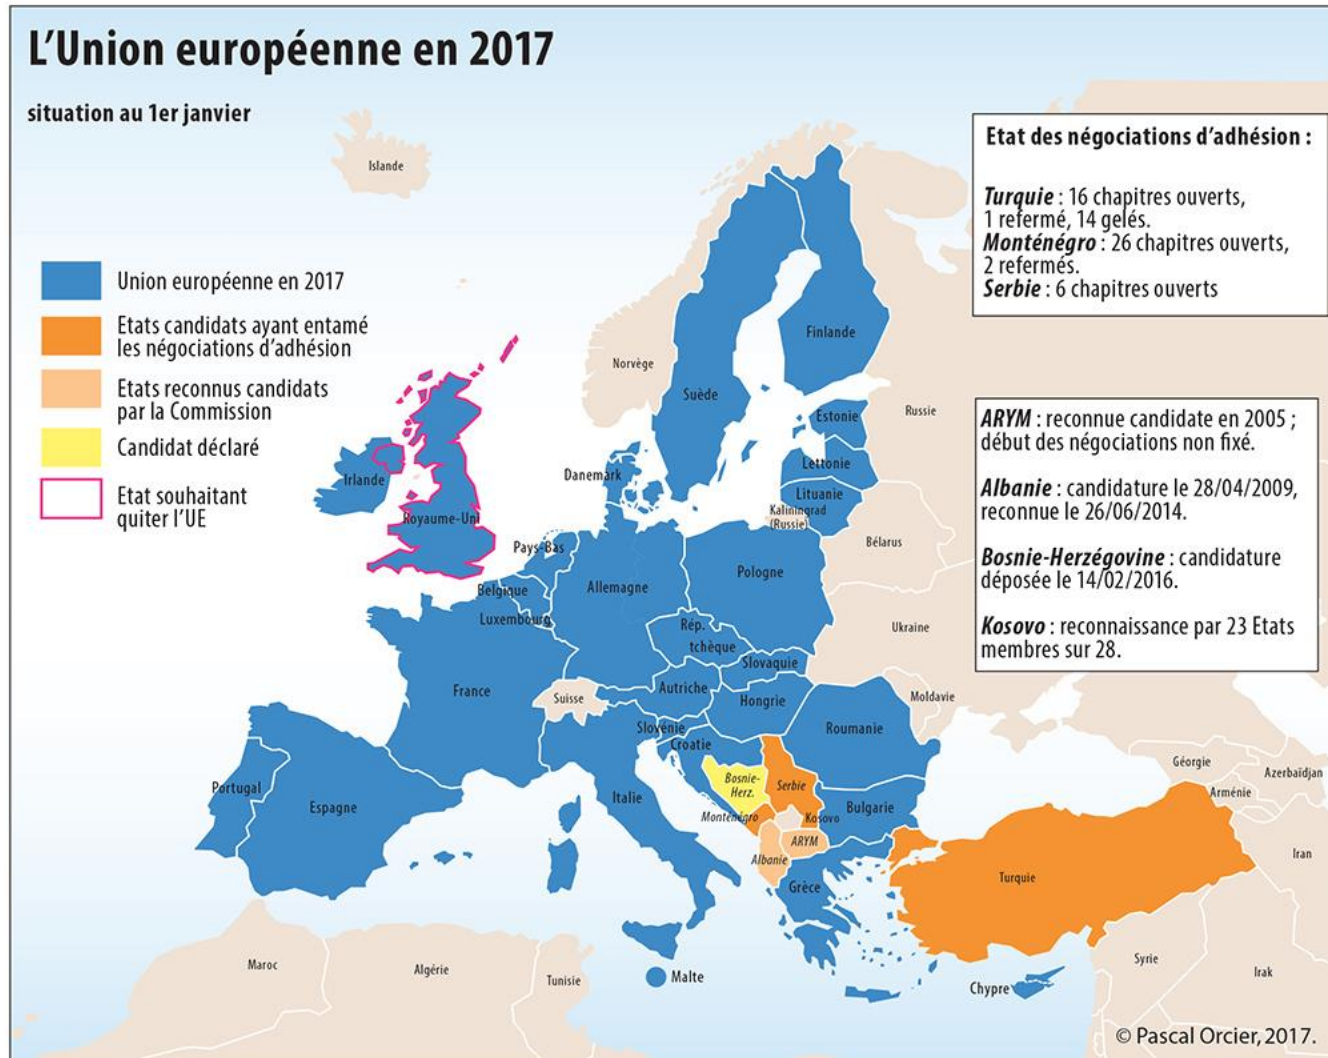 L'Union européenne en 2017
situation au 1er janvier
Union européenne en 2017
Etats candidats ayant entamé
les négociations d'adhésion
Etats reconnus candidats
par la Commission
Candidat déclaré
Etat souhaitant
quiter l'UE
Etat des négociations d'adhésion :
Turquie : 16 chapitres ouverts,
1 refermé, 14 gelés.
Monténégro : 26 chapitres ouverts,
2 refermés.
Serbie : 6 chapitres ouverts
ARYM : reconnue candidate en 2005 ;
début des négociations non fixé.
Albanie : candidature le 28/04/2009,
reconnue le 26/06/2014.
Bosnie-Herzégovine : candidature
déposée le 14/02/2016.
Kosovo : reconnaissance par 23 Etats
membres sur 28.
Islande
Norvège
Suède
Finlande
Russie
Estonie
Lettonie
Lituanie
Kaliningrad
(Russie)
Danemark
Irlande
Royaume-Uni
Pays-Bas
Belgique
Luxembourg
Allemagne
Pologne
Bélarus
Ukraine
Rép.
tchèque
Slovaquie
Autriche
Hongrie
Suisse
France
Moldavie
Roumanie
Slovénie
Croatie
Bosnie-
Herz.
Serbie
Monténégro
Kosovo
Bulgarie
ARYM
Albanie
Grèce
Italie
Portugal
Espagne
Géorgie
Azerbaïdjan
Arménie
Iran
Turquie
Syrie
Irak
Chypre
Malte
Maroc
Algérie
Tunisie
© Pascal Orcier, 2017.